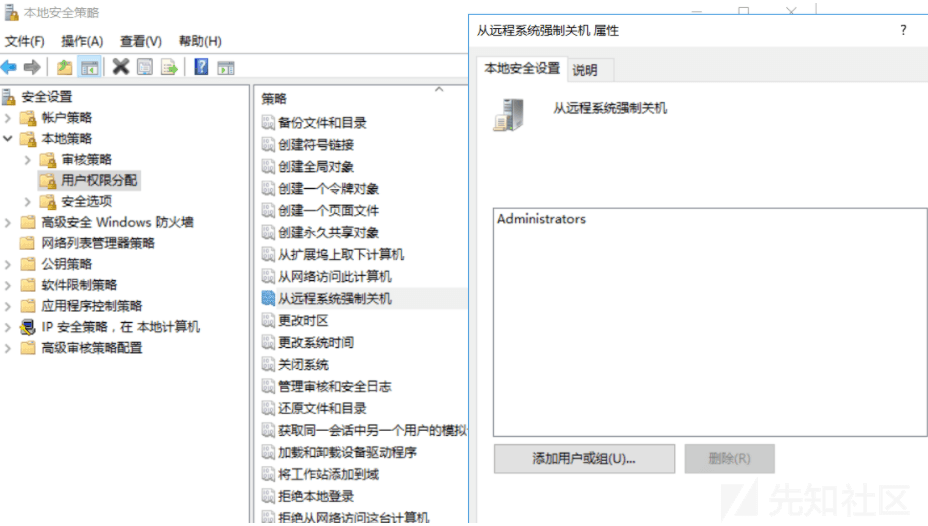 本地安全策略
文件(F) 操作(A) 查看(V) 帮助(H)
安全设置
帐户策略
本地策略
审核策略
用户权限分配
安全选项
高级安全 Windows 防火墙
网络列表管理器策略
公钥策略
软件限制策略
应用程序控制策略
IP 安全策略，在 本地计算机
高级审核策略配置
策略
备份文件和目录
创建符号链接
创建全局对象
创建一个令牌对象
创建一个页面文件
创建永久共享对象
从扩展坞上取下计算机
从网络访问此计算机
从远程系统强制关机
更改时区
更改系统时间
关闭系统
管理审核和安全日志
还原文件和目录
获取同一会话中另一个用户的模拟
加载和卸载设备驱动程序
将工作站添加到域
拒绝本地登录
拒绝从网络访问这台计算机
从远程系统强制关机 属性
?
本地安全设置 说明
从远程系统强制关机
Administrators
添加用户或组(U)... 删除(R)
先知社区